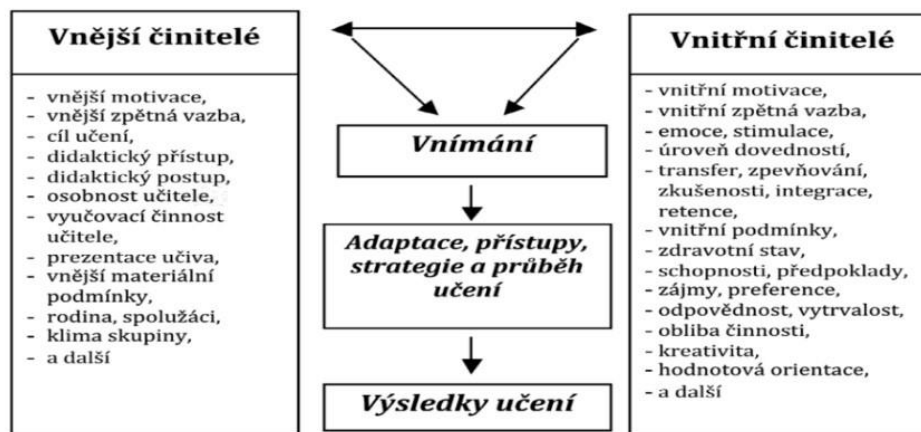 Vnější činitelé
- vnější motivace,
- vnější zpětná vazba,
- cíl učení,
- didaktický přístup,
- didaktický postup,
- osobnost učitele,
- vyučovací činnost
učitele,
- prezentace učiva,
- vnější materiální
podmínky,
- rodina, spolužáci,
- klima skupiny,
- a další
Vnímání
Adaptace, přístupy,
strategie a průběh
učení
Výsledky učení
Vnitřní činitelé
- vnitřní motivace,
- vnitřní zpětná vazba,
- emoce, stimulace,
- úroveň dovedností,
- transfer, zpevňování,
zkušenosti, integrace,
retence,
- vnitřní podmínky,
- zdravotní stav,
- schopnosti, předpoklady,
- zájmy, preference,
- odpovědnost, vytrvalost,
- obliba činnosti,
- kreativita,
- hodnotová orientace,
- a další